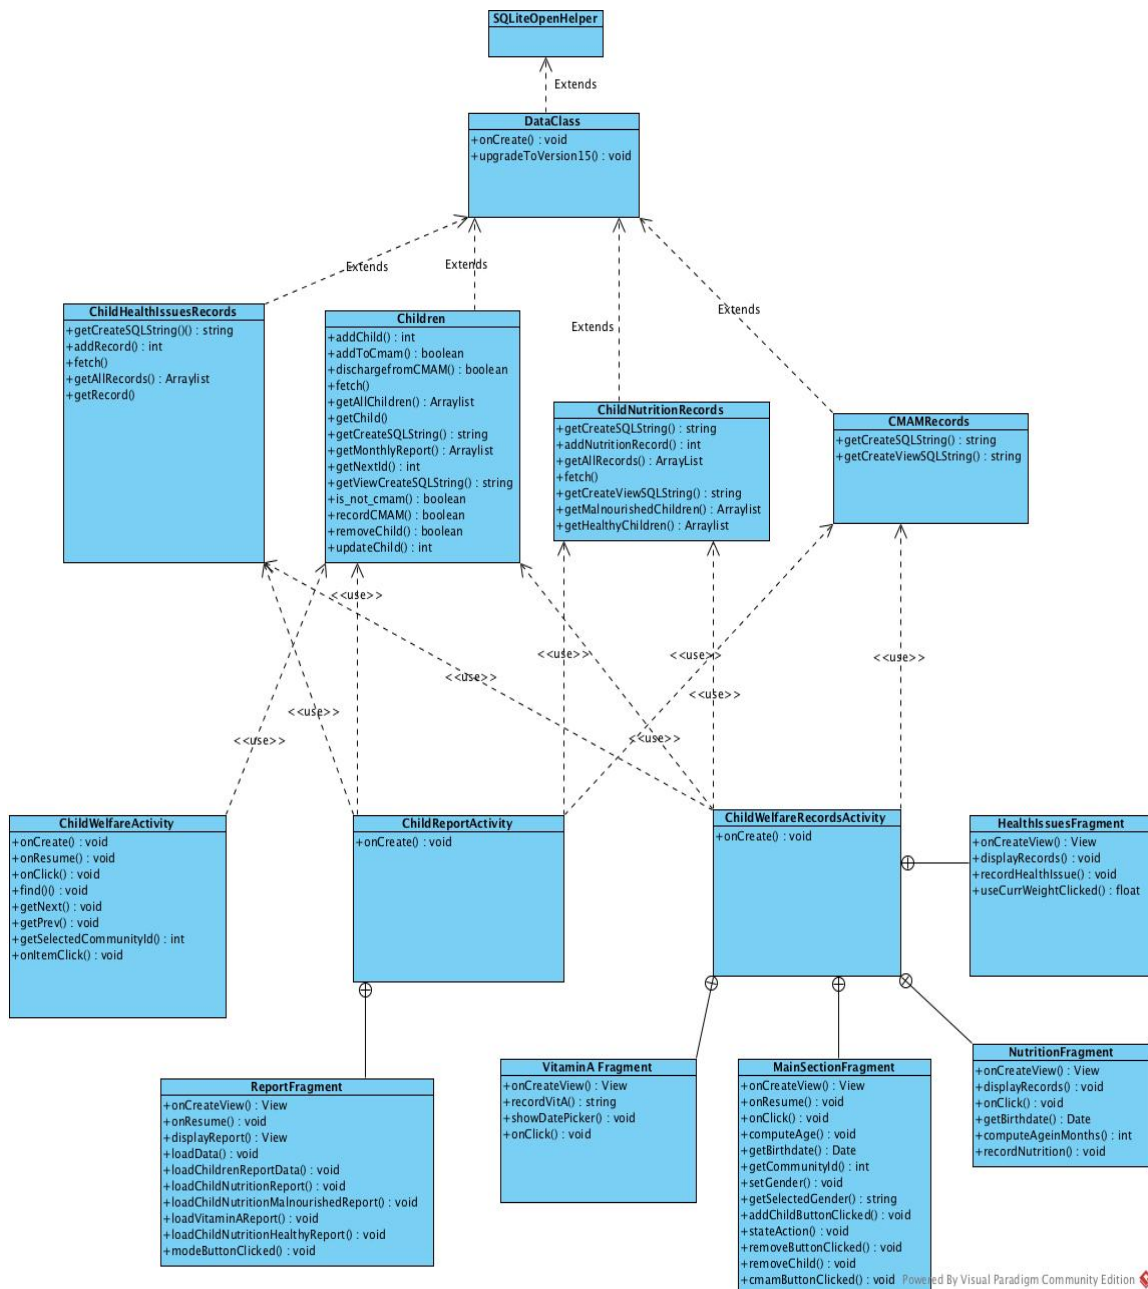 SQLiteOpenHelper
Extends
DataClass
+onCreate() : void
+upgradeToVersion15() : void
Extends
Extends
Extends
Extends
ChildHealthIssuesRecords
+getCreateSQLString()() : string
+addRecord() : int
+fetch()
+getAllRecords() : Arraylist
+getRecord()
Children
+addChild() : int
+addToCmam() : boolean
+dischargefromCMAM() : boolean
+fetch()
+getAllChildren() : Arraylist
+getChild()
+getCreateSQLString() : string
+getMonthlyReport() : Arraylist
+getNextId() : int
+getViewCreateSQLString() : string
+is_not_cmam() : boolean
+recordCMAM() : boolean
+removeChild() : boolean
+updateChild() : int
ChildNutritionRecords
+getCreateSQLString() : string
+addNutritionRecord() : int
+getAllRecords() : ArrayList
+fetch()
+getCreateViewSQLString() : string
+getMalnourishedChildren() : Arraylist
+getHealthyChildren() : Arraylist
CMAMRecords
+getCreateSQLString() : string
+getCreateViewSQLString() : string
<<use>>
<<use>>
<<use>>
<<use>>
<<use>>
<<use>>
<<use>>
<<use>>
<<use>>
ChildWelfareActivity
+onCreate() : void
+onResume() : void
+onClick() : void
+find()() : void
+getNext() : void
+getPrev() : void
+getSelectedCommunityId() : int
+onItemClick() : void
ChildReportActivity
+onCreate() : void
ChildWelfareRecordsActivity
+onCreate() : void
HealthIssuesFragment
+onCreateView() : View
+displayRecords() : void
+recordHealthIssue() : void
+useCurrWeightClicked() : float
ReportFragment
+onCreateView() : View
+onResume() : void
+displayReport() : View
+loadData() : void
+loadChildrenReportData() : void
+loadChildNutritionReport() : void
+loadChildNutritionMalnourishedReport() : void
+loadVitaminAReport() : void
+loadChildNutritionHealthyReport() : void
+modeButtonClicked() : void
VitaminA Fragment
+onCreateView() : View
+recordVitA() : string
+showDatePicker() : void
+onClick() : void
MainSectionFragment
+onCreateView() : View
+onResume() : void
+onClick() : void
+computeAge() : void
+getBirthdate() : Date
+getCommunityId() : int
+setGender() : void
+getSelectedGender() : string
+addChildButtonClicked() : void
+stateAction() : void
+removeButtonClicked() : void
+removeChild() : void
+cmamButtonClicked() : void
NutritionFragment
+onCreateView() : View
+displayRecords() : void
+onClick() : void
+getBirthdate() : Date
+computeAgeinMonths() : int
+recordNutrition() : void
Powered By Visual Paradigm Community Edition